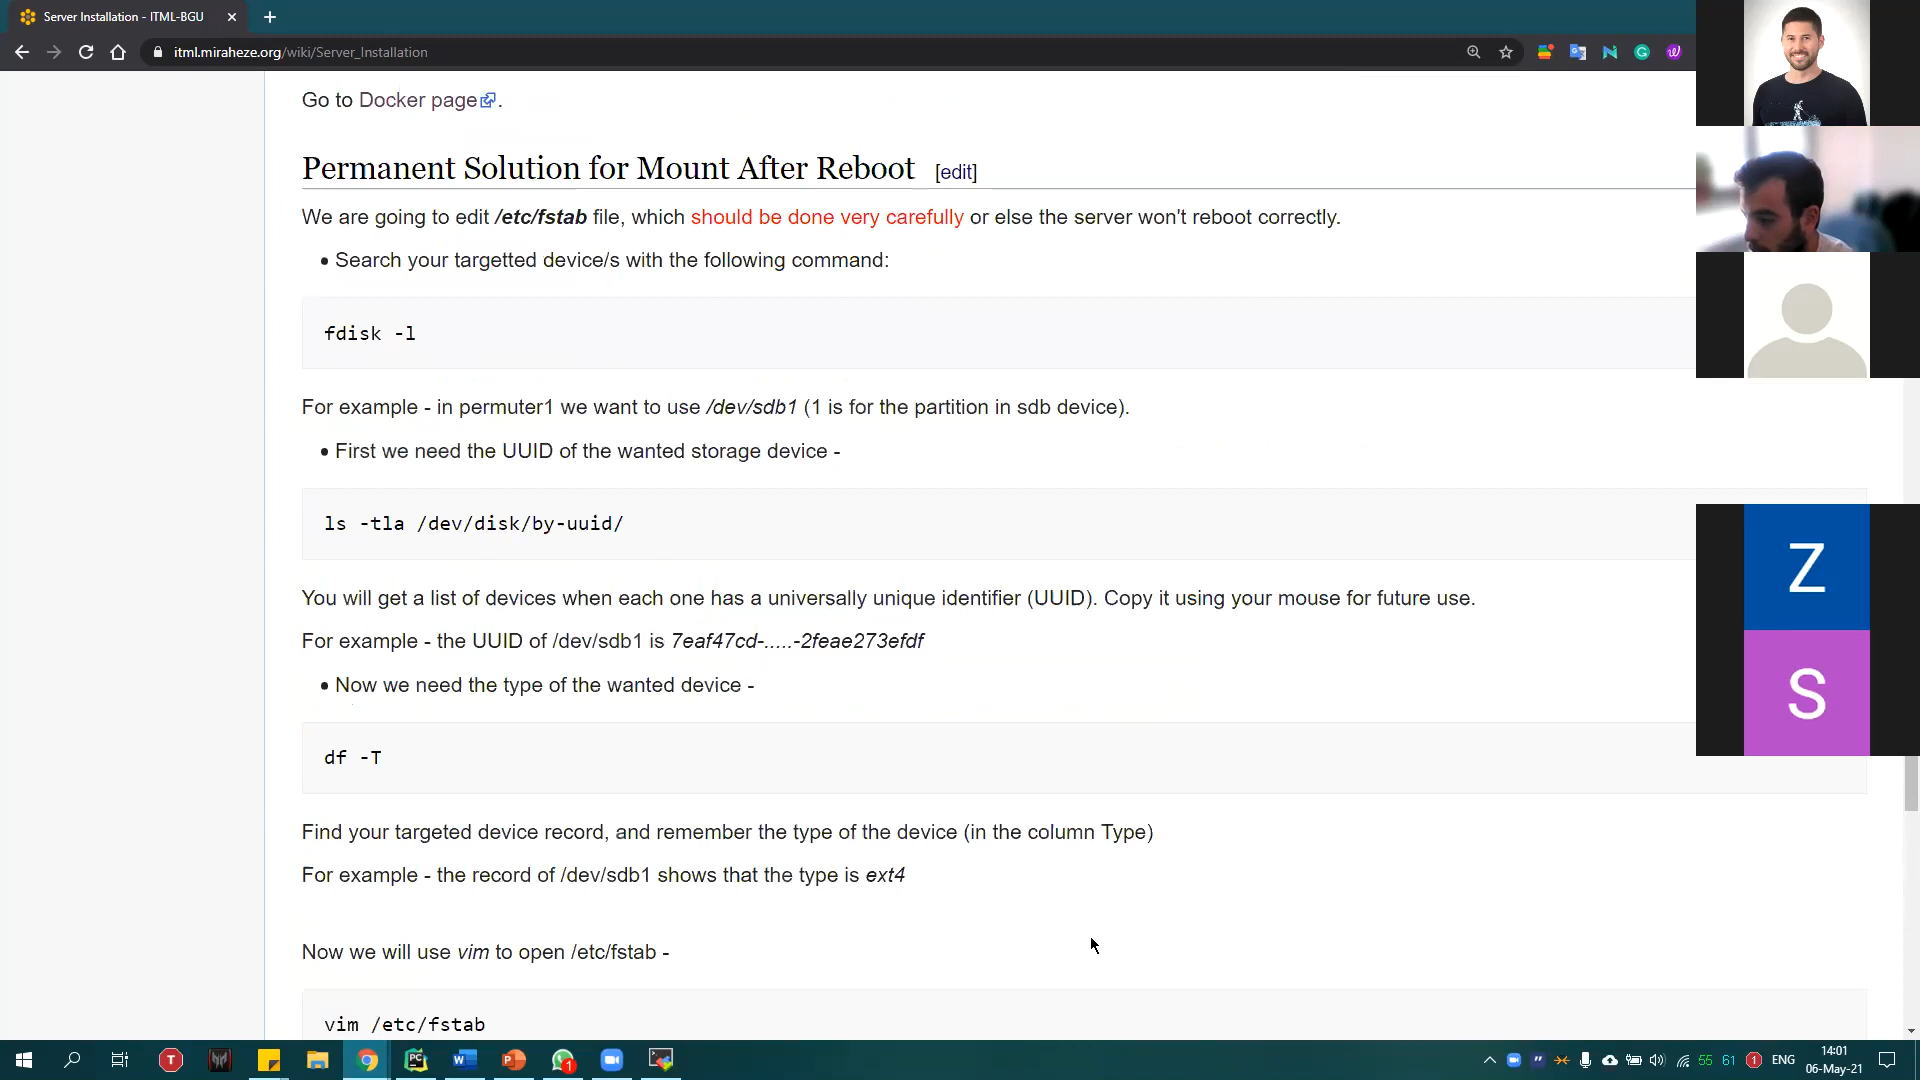 Server Installation - ITML-BGU
itml.miraheze.org/wiki/Server_Installation
Go to Docker page.
Permanent Solution for Mount After Reboot [edit]
We are going to edit /etc/fstab file, which should be done very carefully or else the server won't reboot correctly.
• Search your targetted device/s with the following command:
fdisk -l
For example - in permuter1 we want to use /dev/sdb1 (1 is for the partition in sdb device).
• First we need the UUID of the wanted storage device -
ls -tla /dev/disk/by-uuid/
You will get a list of devices when each one has a universally unique identifier (UUID). Copy it using your mouse for future use.
For example - the UUID of /dev/sdb1 is 7eaf47cd-.....-2feae273efdf
• Now we need the type of the wanted device -
df -T
Find your targeted device record, and remember the type of the device (in the column Type)
For example - the record of /dev/sdb1 shows that the type is ext4
Now we will use vim to open /etc/fstab -
vim /etc/fstab
Z
S
55 61 1 ENG
14:01
06-May-21